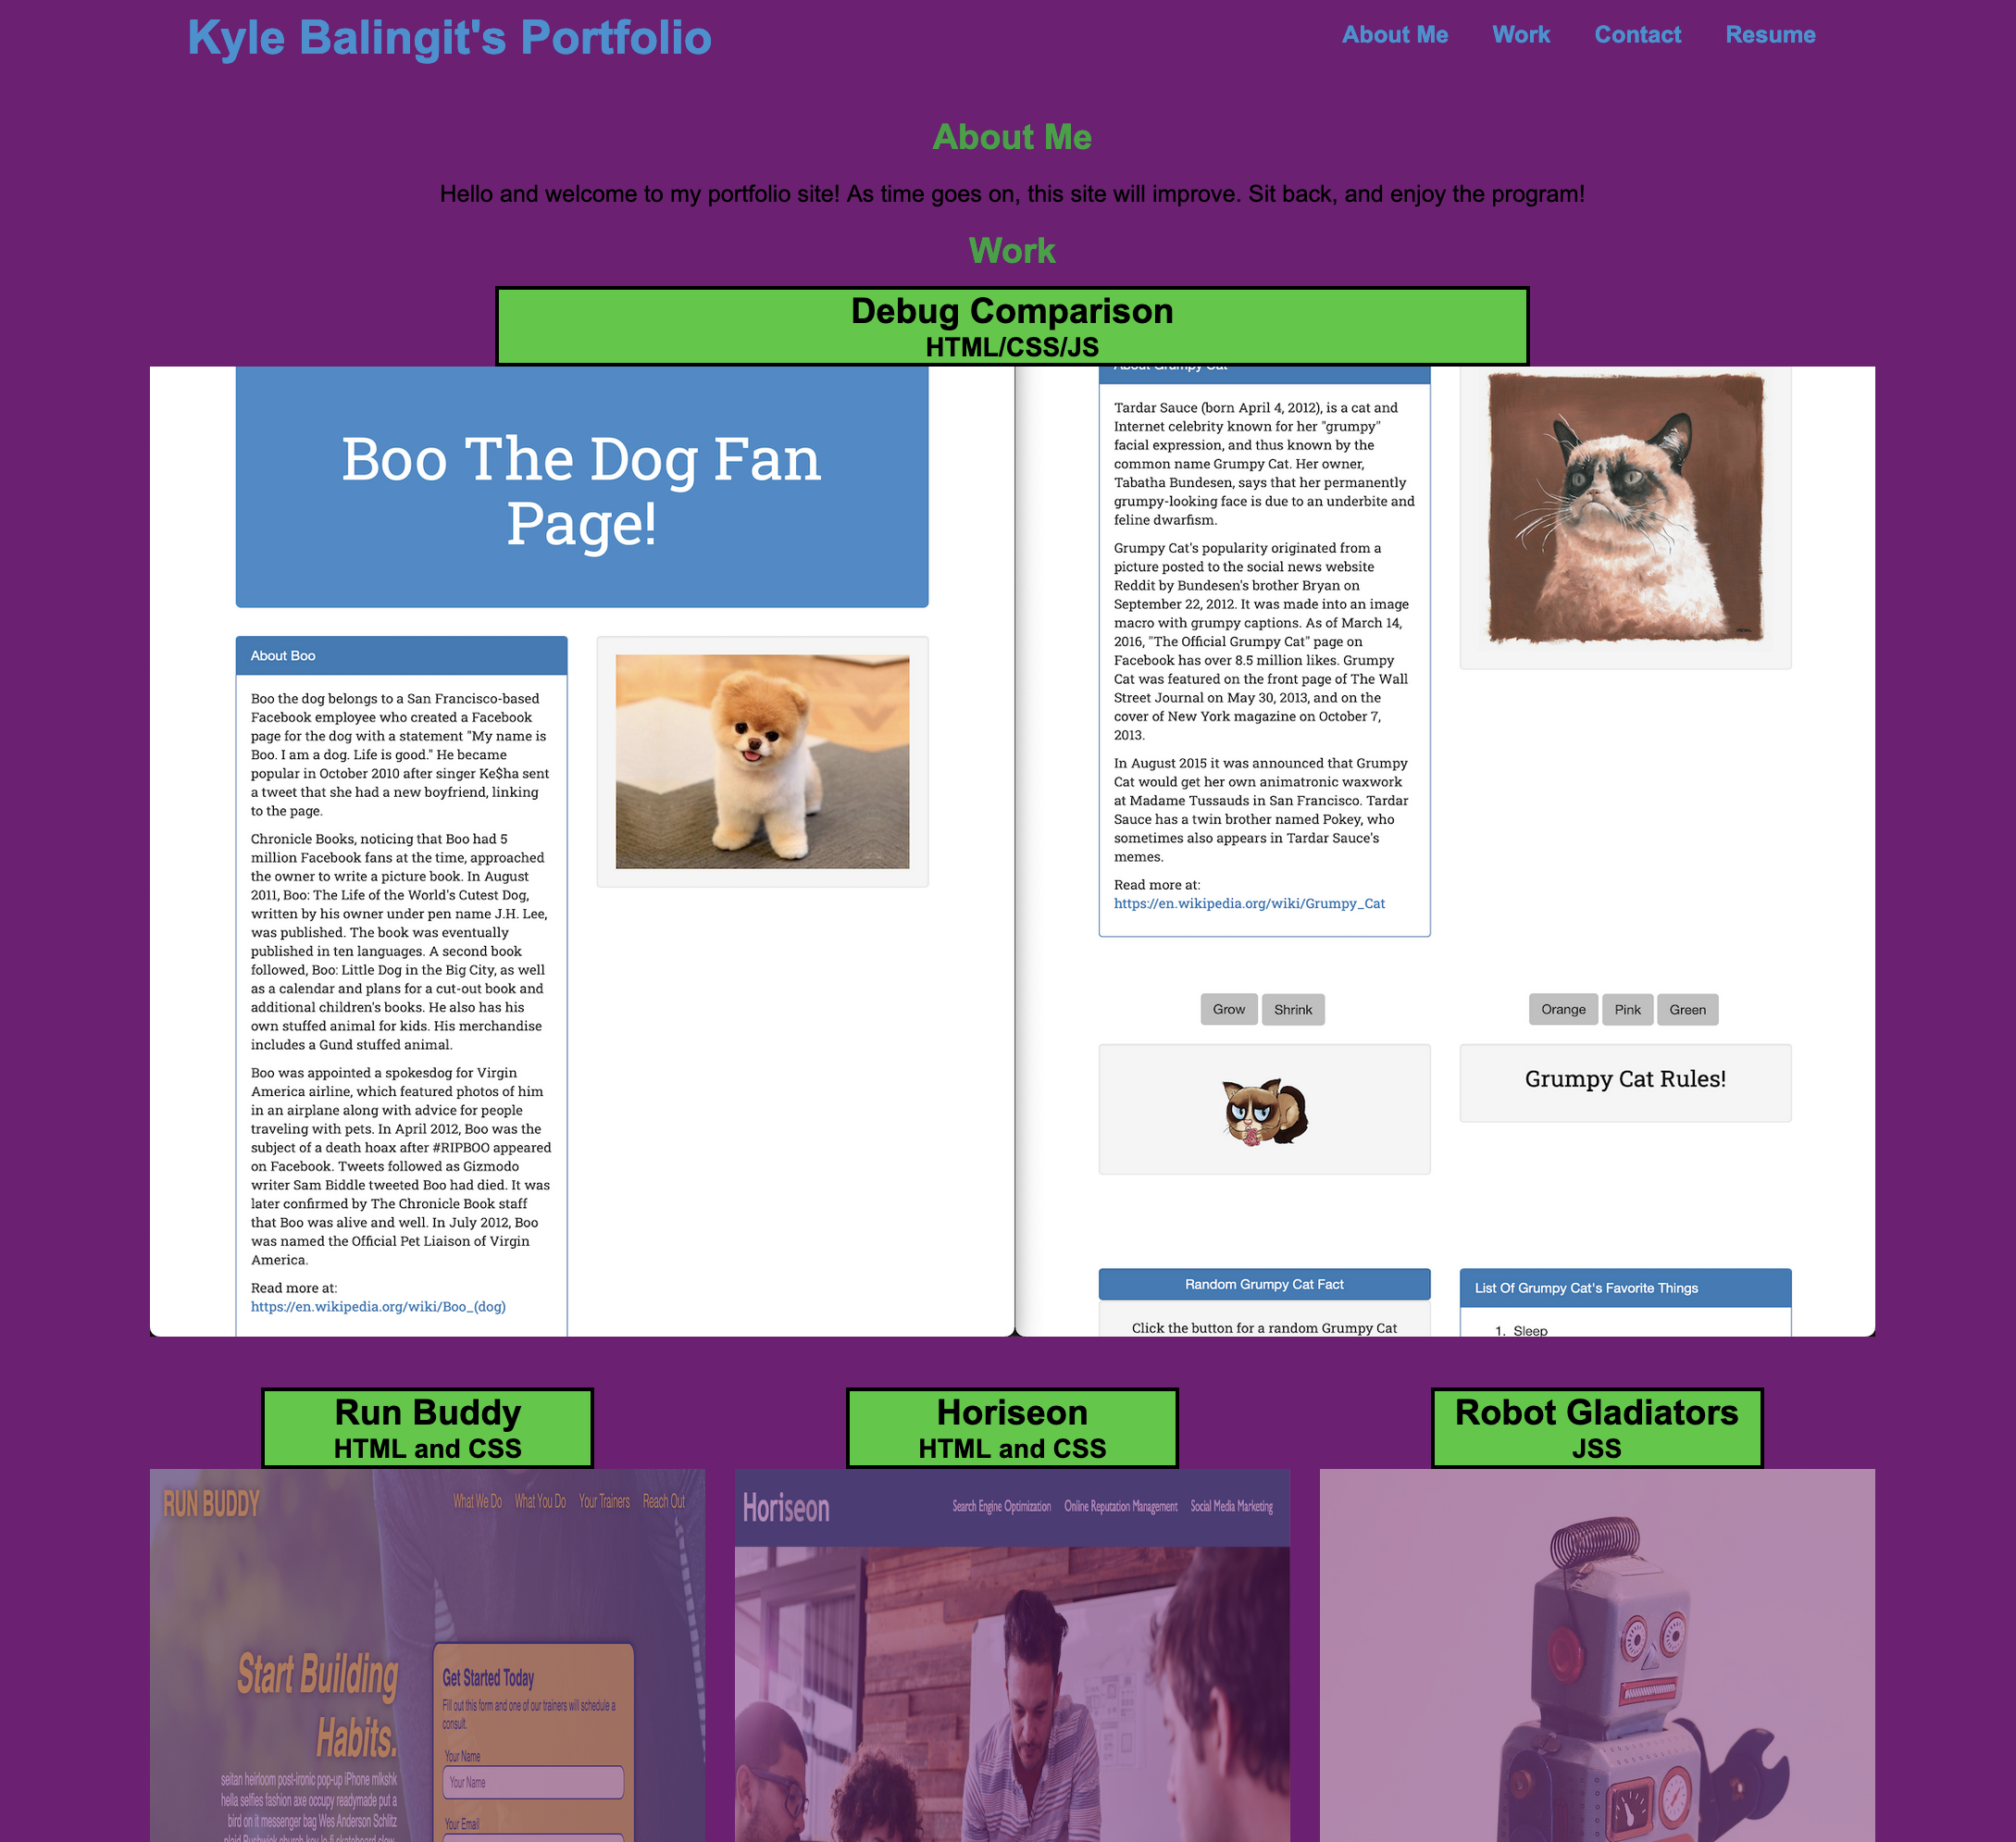 Kyle Balingit's Portfolio
About Me
Work
Contact
Resume
About Me
Hello and welcome to my portfolio site! As time goes on, this site will improve. Sit back, and enjoy the program!
Work
Debug Comparison
HTML/CSS/JS
Boo The Dog Fan
Page!
About Boo
Boo the dog belongs to a San Francisco-based
Facebook employee who created a Facebook
page for the dog with a statement "My name is
Boo. I am a dog. Life is good." He became
popular in October 2010 after singer Ke$ha sent
a tweet that she had a new boyfriend, linking
to the page.
Chronicle Books, noticing that Boo had 5
million Facebook fans at the time, approached
the owner to write a picture book. In August
2011, Boo: The Life of the World's Cutest Dog,
written by his owner under pen name J.H. Lee,
was published. The book was eventually
published in ten languages. A second book
followed, Boo: Little Dog in the Big City, as well
as a calendar and plans for a cut-out book and
additional children's books. He also has his
own stuffed animal for kids. His merchandise
includes a Gund stuffed animal.
Boo was appointed a spokesdog for Virgin
America airline, which featured photos of him
in an airplane along with advice for people
traveling with pets. In April 2012, Boo was the
subject of a death hoax after #RIPBOO appeared
on Facebook. Tweets followed as Gizmodo
writer Sam Biddle tweeted Boo had died. It was
later confirmed by The Chronicle Book staff
that Boo was alive and well. In July 2012, Boo
was named the Official Pet Liaison of Virgin
America.
Read more at:
https://en.wikipedia.org/wiki/Boo_(dog)
About Grumpy Cat
Tardar Sauce (born April 4, 2012), is a cat and
Internet celebrity known for her "grumpy"
facial expression, and thus known by the
common name Grumpy Cat. Her owner,
Tabatha Bundesen, says that her permanently
grumpy-looking face is due to an underbite and
feline dwarfism.
Grumpy Cat's popularity originated from a
picture posted to the social news website
Reddit by Bundesen's brother Bryan on
September 22, 2012. It was made into an image
macro with grumpy captions. As of March 14,
2016, "The Official Grumpy Cat" page on
Facebook has over 8.5 million likes. Grumpy
Cat was featured on the front page of The Wall
Street Journal on May 30, 2013, and on the
cover of New York magazine on October 7,
2013.
In August 2015 it was announced that Grumpy
Cat would get her own animatronic waxwork
at Madame Tussauds in San Francisco. Tardar
Sauce has a twin brother named Pokey, who
sometimes also appears in Tardar Sauce's
memes.
Read more at:
https://en.wikipedia.org/wiki/Grumpy_Cat
Grow
Shrink
Orange
Pink
Green
Grumpy Cat Rules!
Random Grumpy Cat Fact
Click the button for a random Grumpy Cat
List Of Grumpy Cat's Favorite Things
1. Sleep
Run Buddy
HTML and CSS
RUN BUDDY
What We Do
What You Do
Your Trainers
Reach Out
Start Building
Habits.
seitan heirloom post-ironic pop-up iPhone mlkshk
hella selfies fashion axe occupy readymade put a
bird on it messenger bag Wes Anderson Schlitz
plaid Bushwick church-key lo-fi skateboard slow
Get Started Today
Fill out this form and one of our trainers will schedule a
consult.
Your Name
Your Name
Your Email
Horiseon
HTML and CSS
Horiseon
Search Engine Optimization
Online Reputation Management
Social Media Marketing
Robot Gladiators
JSS